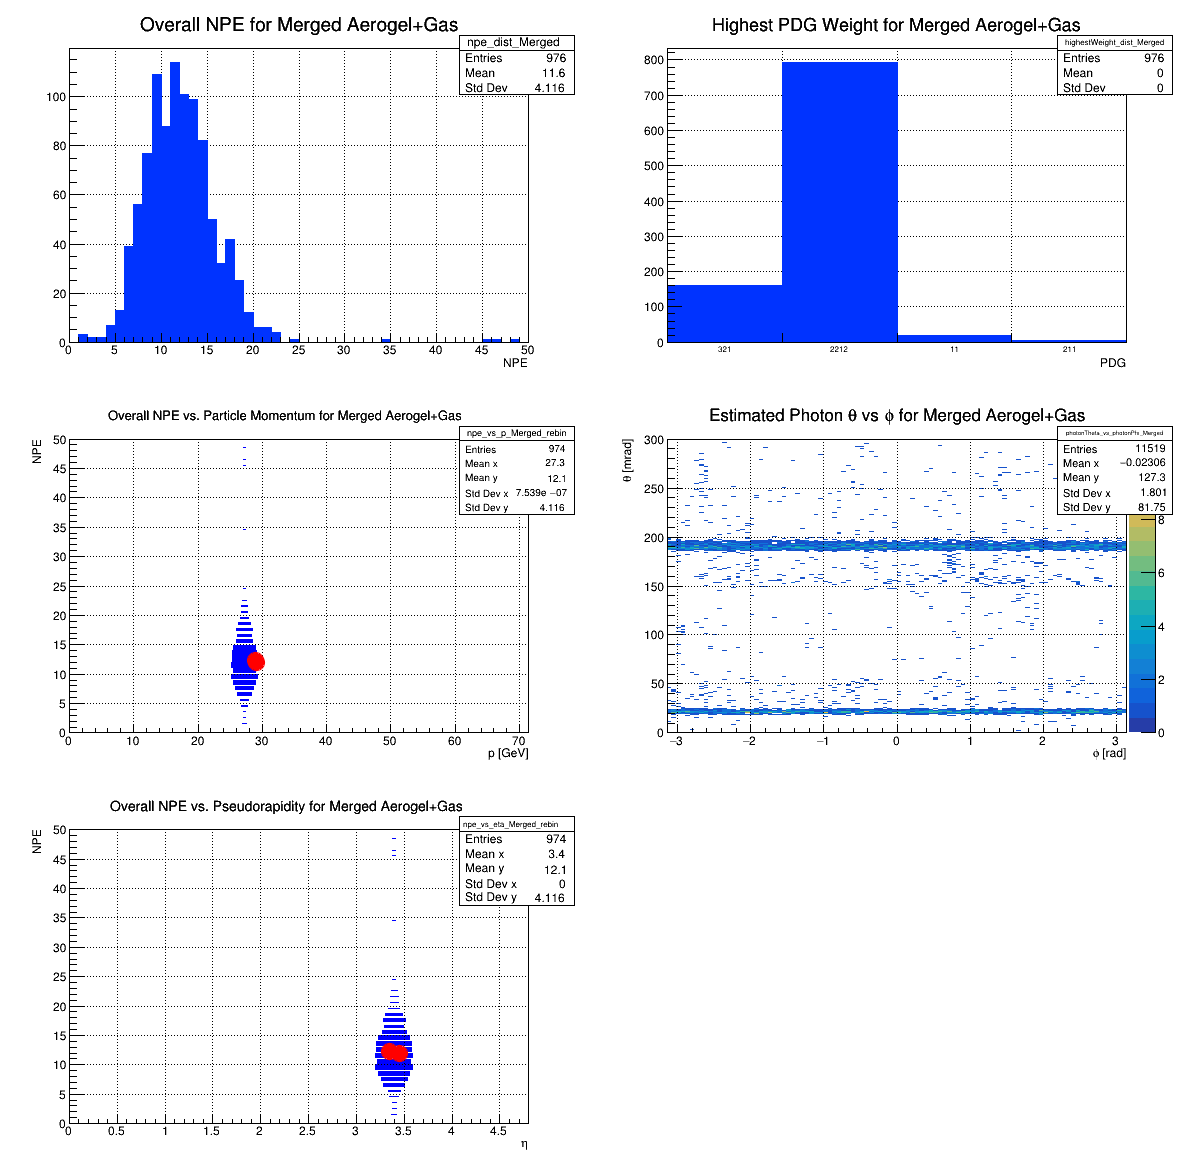 Overall NPE for Merged Aerogel+Gas
npe_dist_Merged
Entries 976
Mean 11.6
Std Dev 4.116
100
80
60
40
20
0
0 5 10 15 20 25 30 35 40 45 50
NPE
Highest PDG Weight for Merged Aerogel+Gas
highestWeight_dist_Merged
Entries 976
Mean 0
Std Dev 0
800
700
600
500
400
300
200
100
0
321 2212 11 211
PDG
Overall NPE vs. Particle Momentum for Merged Aerogel+Gas
npe_vs_p_Merged_rebin
Entries 974
Mean x 27.3
Mean y 12.1
Std Dev x 7.539e −07
Std Dev y 4.116
NPE
50
45
40
35
30
25
20
15
10
5
0
0 10 20 30 40 50 60 70
p [GeV]
Estimated Photon θ vs ϕ for Merged Aerogel+Gas
photonTheta_vs_photonPhi_Merged
Entries 11519
Mean x −0.02306
Mean y 127.3
Std Dev x 1.801
Std Dev y 81.75
θ [mrad]
300
250
200
150
100
50
0
−3 −2 −1 0 1 2 3
ϕ [rad]
8
6
4
2
0
Overall NPE vs. Pseudorapidity for Merged Aerogel+Gas
npe_vs_eta_Merged_rebin
Entries 974
Mean x 3.4
Mean y 12.1
Std Dev x 0
Std Dev y 4.116
NPE
50
45
40
35
30
25
20
15
10
5
0
0 0.5 1 1.5 2 2.5 3 3.5 4 4.5
η